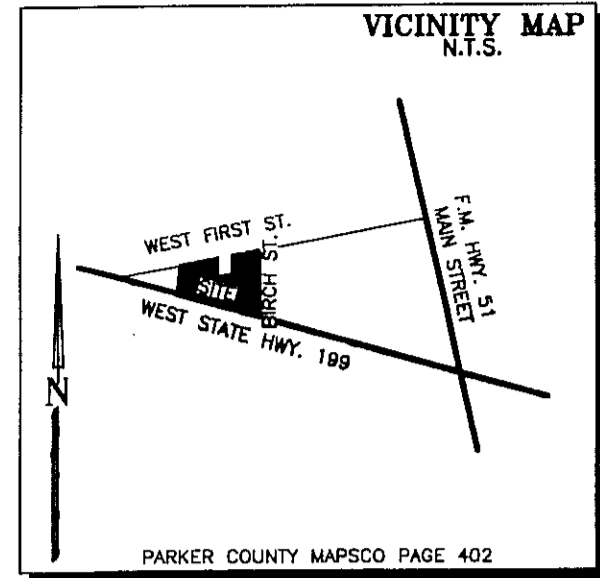 VICINITY MAP
N.T.S.
WEST FIRST ST.
BIRCH ST.
SITE
WEST STATE HWY. 199
F.M. HWY. 51
MAIN STREET
N
PARKER COUNTY MAPSCO PAGE 402